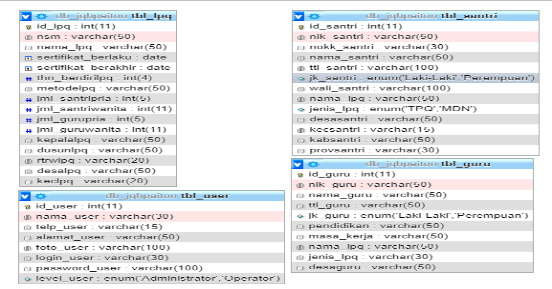 db_jqhpaiton tbl_lpq
id_lpq : int(11)
nsm : varchar(50)
nama_lpq : varchar(50)
sertifikat_berlaku : date
sertifikat_berakhir : date
thn_berdirilpq : int(4)
metodelpq : varchar(50)
jml_santripria : int(5)
jml_santriwanita : int(11)
jml_gurupria : int(5)
jml_guruwanita : int(11)
kepalalpq : varchar(50)
dusunlpq : varchar(50)
rtrwlpq : varchar(20)
desalpq : varchar(50)
keclpq : varchar(20)
db_jqhpaiton tbl_user
id_user : int(11)
nama_user : varchar(30)
telp_user : varchar(15)
alamat_user : varchar(50)
foto_user : varchar(100)
login_user : varchar(30)
password_user : varchar(100)
level_user : enum('Administrator','Operator')
db_jqhpaiton tbl_santri
id_santri : int(11)
nik_santri : varchar(50)
nokk_santri : varchar(30)
nama_santri : varchar(50)
ttl_santri : varchar(100)
jk_santri : enum('Laki-Laki','Perempuan')
wali_santri : varchar(100)
nama_lpq : varchar(50)
jenis_lpq : enum('TPQ','MDN')
desasantri : varchar(50)
kecsantri : varchar(15)
kabsantri : varchar(50)
provsantri : varchar(30)
db_jqhpaiton tbl_guru
id_guru : int(11)
nik_guru : varchar(50)
nama_guru : varchar(50)
ttl_guru : varchar(50)
jk_guru : enum('Laki-Laki','Perempuan')
pendidikan : varchar(50)
masa_kerja : varchar(50)
nama_lpq : varchar(50)
jenis_lpq : varchar(30)
desaguru : varchar(50)